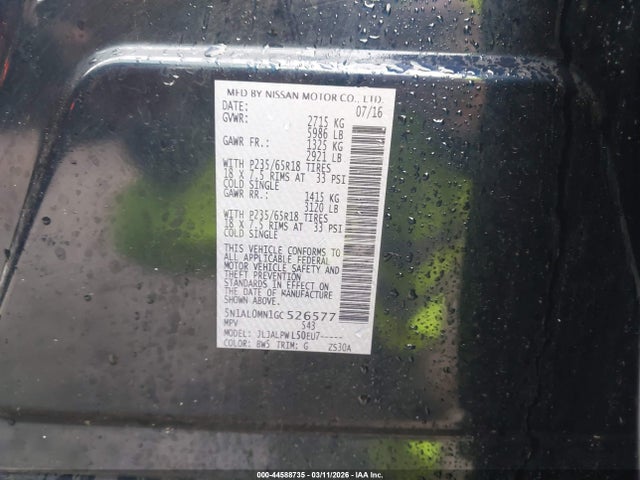 MFD BY NISSAN MOTOR CO., LTD.
DATE: 07/16
GVWR: 2715 KG
5986 LB
GAWR FR.: 1325 KG
2921 LB
WITH P235/65R18 TIRES
18 X 7.5 RIMS AT 33 PSI
COLD SINGLE
GAWR RR.: 1415 KG
3120 LB
WITH P235/65R18 TIRES
18 X 7.5 RIMS AT 33 PSI
COLD SINGLE
THIS VEHICLE CONFORMS TO
ALL APPLICABLE FEDERAL
MOTOR VEHICLE SAFETY AND
THEFT PREVENTION
STANDARDS IN EFFECT ON
THE DATE OF MANUFACTURE
SHOWN ABOVE.
5N1AL0MN1GC526577
MPV S43
MODEL: JLJALPWL50EU7-----
COLOR: BW5 TRIM: G ZS30A
000-44588735 - 03/11/2026 - IAA Inc.